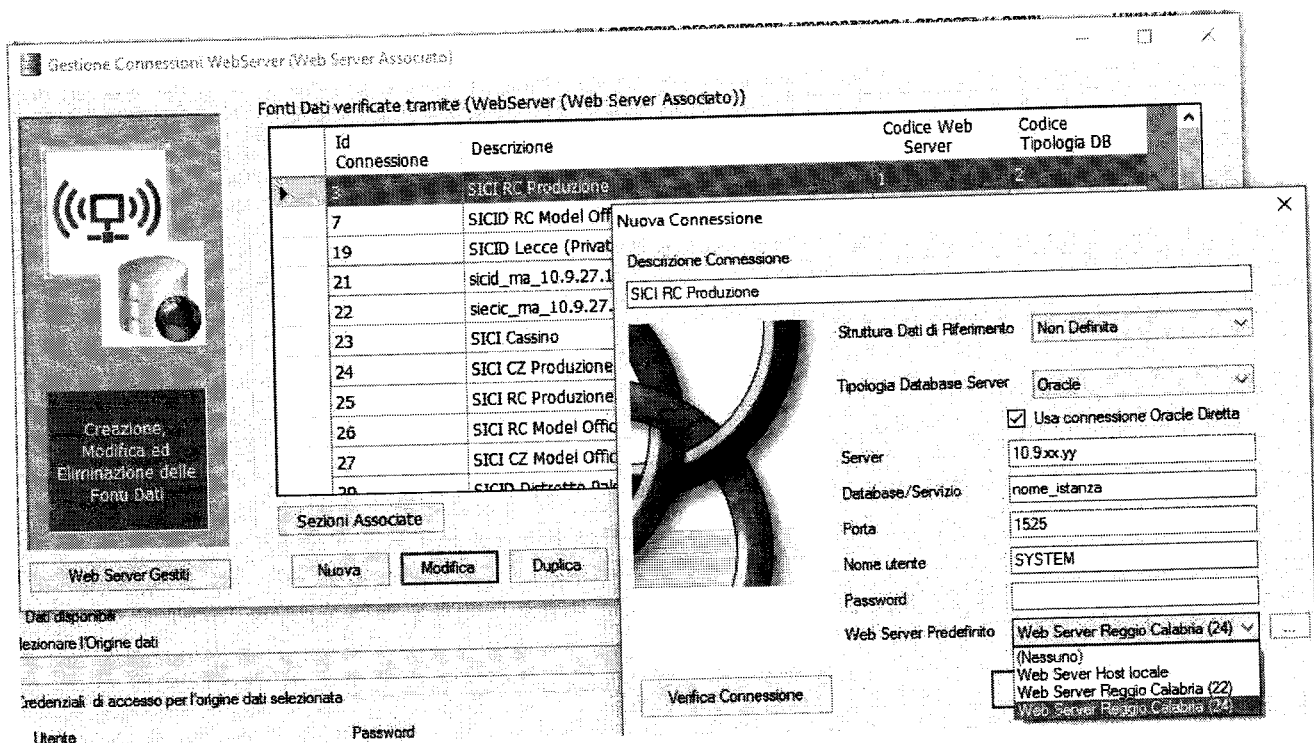 Gestione Connessioni WebServer (Web Server Associato)
Fonti Dati verificate tramite (WebServer (Web Server Associato))
Id Connessione Descrizione Codice Web Server Codice Tipologia DB
SICI RC Produzione 1 2
7 SICID RC Model Off
19 SICID Lecce (Privat
21 sicid_ma_10.9.27.1
22 siecic_ma_10.9.27.
23 SICI Cassino
24 SICI CZ Produzione
25 SICI RC Produzione
26 SICI RC Model Offic
27 SICI CZ Model Offic
SICID Distretto Pal
Creazione,
Modifica ed
Eliminazione delle
Fonti Dati
Web Server Gestiti
Sezioni Associate
Nuova Modifica Duplica
Dati disponibili
lezionare l'Origine dati
Credenziali di accesso per l'origine dati selezionata
Utente Password
Nuova Connessione
Descrizione Connessione
SICI RC Produzione
Struttura Dati di Riferimento Non Definita
Tipologia Database Server Oracle
Usa connessione Oracle Diretta
Server 10.9.xx.yy
Database/Servizio nome_istanza
Porta 1525
Nome utente SYSTEM
Password
Web Server Predefinito Web Server Reggio Calabria (24) ...
(Nessuno)
Web Sever Host locale
Web Server Reggio Calabria (22)
Web Server Reggio Calabria (24)
Verifica Connessione